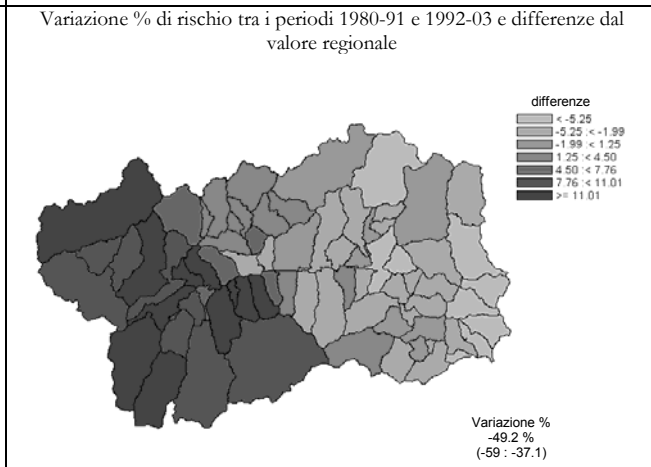 Variazione % di rischio tra i periodi 1980-91 e 1992-03 e differenze dal
valore regionale
differenze
< -5.25
-5.25 :< -1.99
-1.99 :< 1.25
1.25 :< 4.50
4.50 :< 7.76
7.76 :< 11.01
>= 11.01
Variazione %
-49.2 %
(-59 : -37.1)